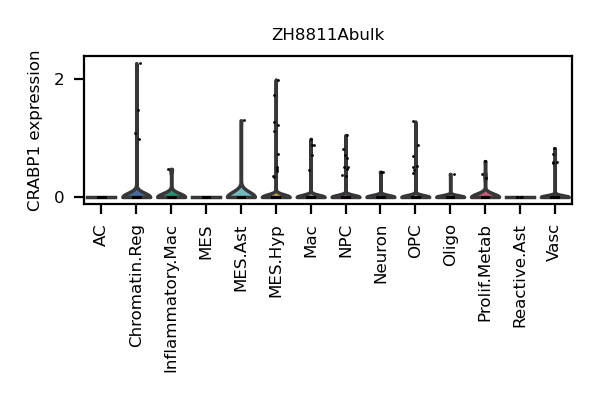 ZH8811Abulk
CRABP1 expression
2
0
AC
Chromatin.Reg
Inflammatory.Mac
MES
MES.Ast
MES.Hyp
Mac
NPC
Neuron
OPC
Oligo
Prolif.Metab
Reactive.Ast
Vasc